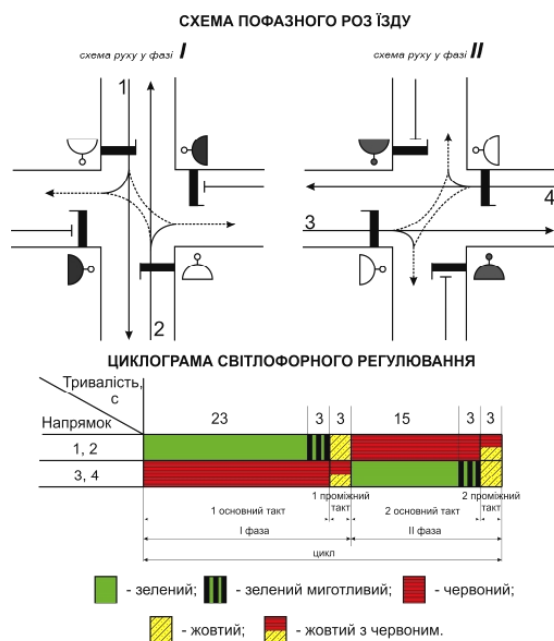 СХЕМА ПОФАЗНОГО РОЗ ЇЗДУ
схема руху у фазі I
схема руху у фазі II
1
2
3
4
ЦИКЛОГРАМА СВІТЛОФОРНОГО РЕГУЛЮВАННЯ
Тривалість, с
Напрямок
23 3 3 15 3 3
1, 2
3, 4
1 основний такт
1 проміжний такт
2 основний такт
2 проміжний такт
I фаза
II фаза
цикл
- зелений;
- зелений миготливий;
- червоний;
- жовтий;
- жовтий з червоним.